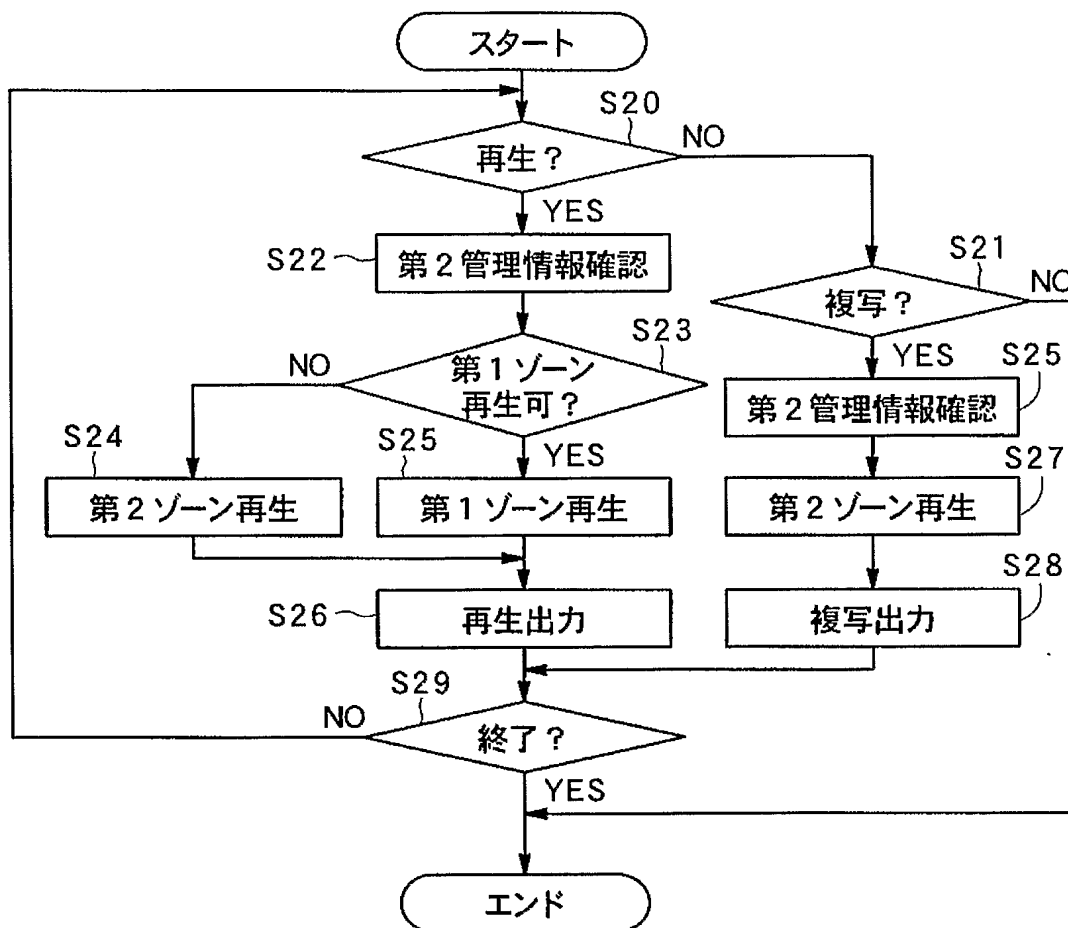 スタート
S20
再生？
NO
YES
S22
第2管理情報確認
S21
複写？
NO
YES
S23
第1ゾーン
再生可？
NO
YES
S25
第2管理情報確認
S24
第2ゾーン再生
S25
第1ゾーン再生
S27
第2ゾーン再生
S26
再生出力
S28
複写出力
S29
終了？
NO
YES
エンド